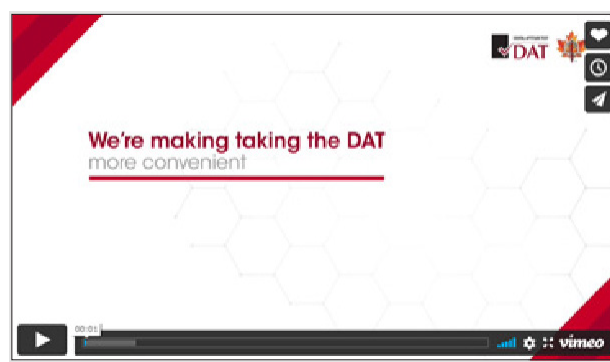 DAT
We're making taking the DAT
more convenient
00:01
vimeo